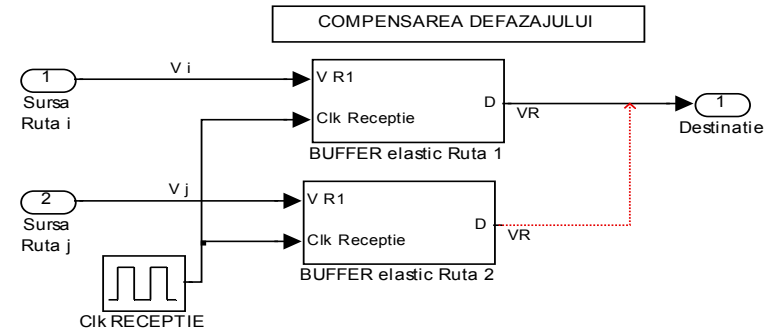 COMPENSAREA DEFAZAJULUI
1
Sursa
Ruta i
V i
V R1
Clk Receptie
D
BUFFER elastic Ruta 1
VR
1
Destinatie
2
Sursa
Ruta j
V j
V R1
Clk Receptie
D
BUFFER elastic Ruta 2
VR
Clk RECEPTIE